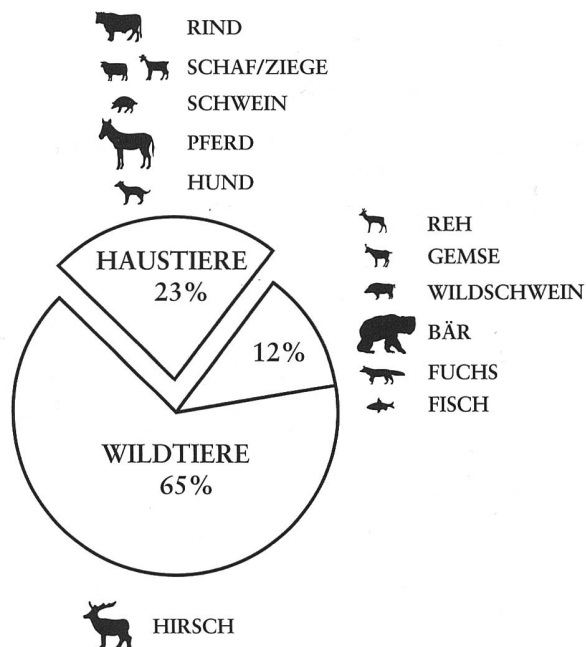 RIND
SCHAF/ZIEGE
SCHWEIN
PFERD
HUND
HAUSTIERE
23%
REH
GEMSE
WILDSCHWEIN
BÄR
FUCHS
FISCH
12%
WILDTIERE
65%
HIRSCH